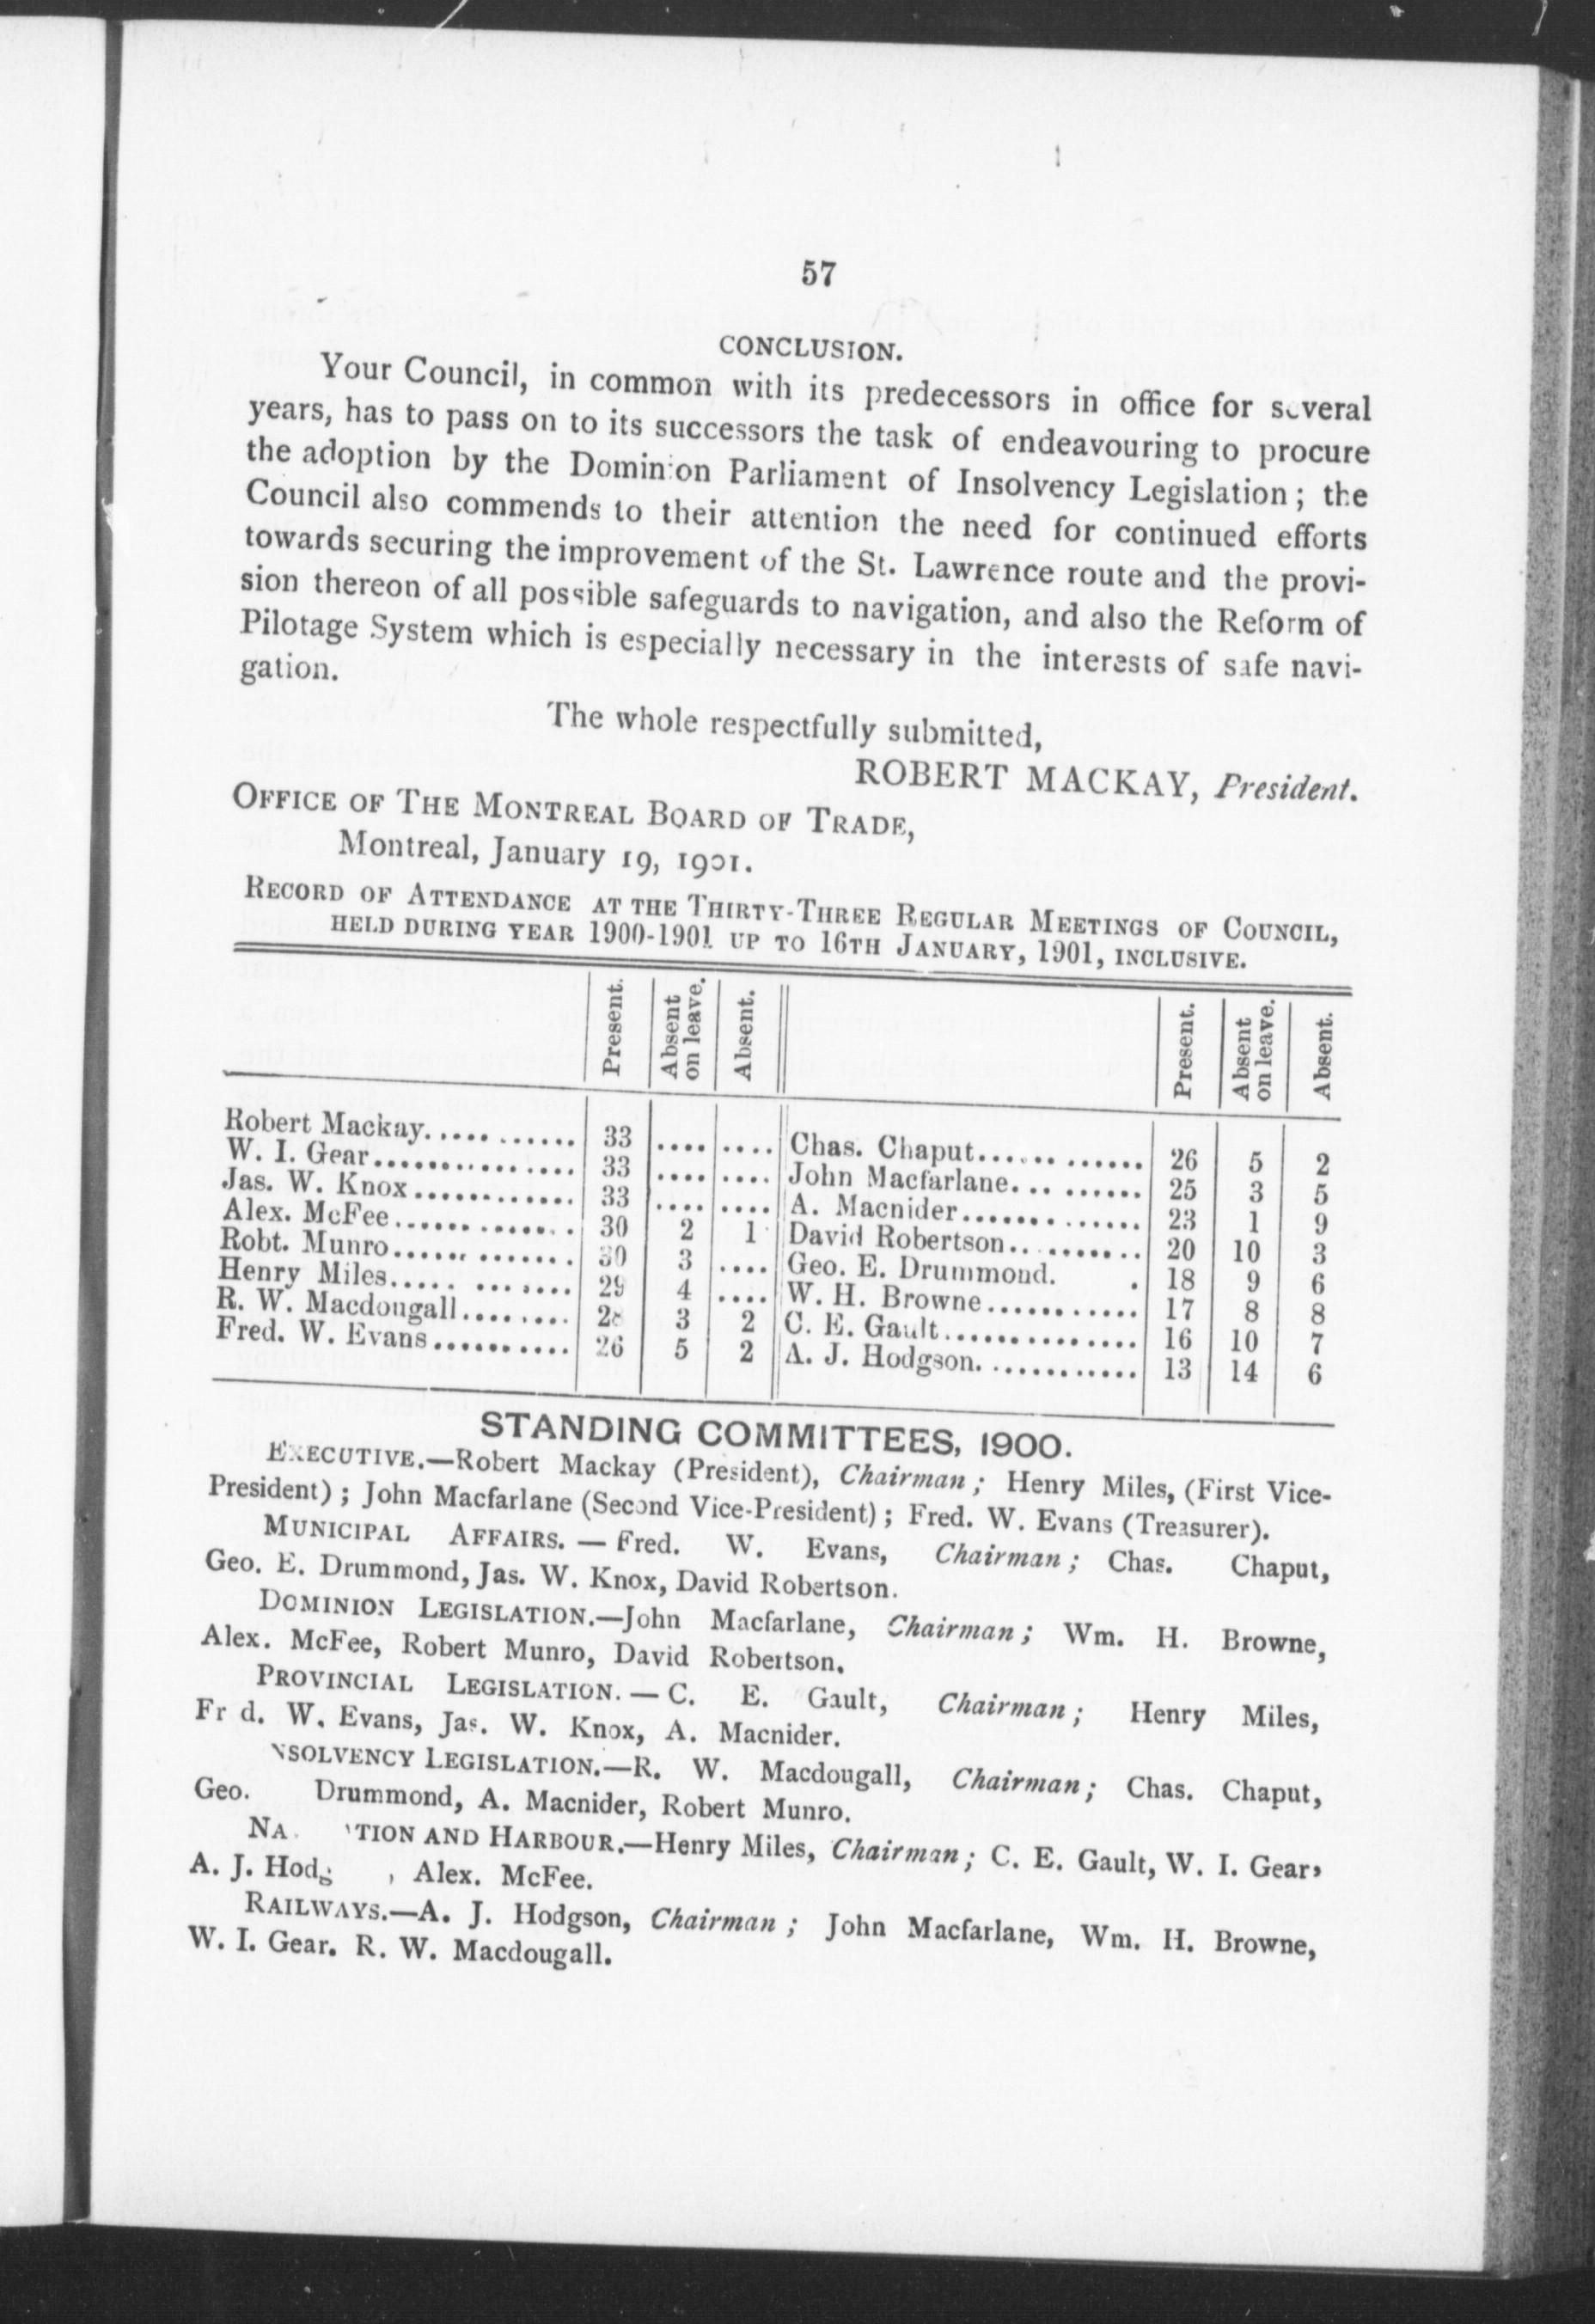 57
CONCLUSION.
Your Council, in common with its predecessors in office for several
years, has to pass on to its successors the task of endeavouring to procure
the adoption by the Dominion Parliament of Insolvency Legislation; the
Council also commends to their attention the need for continued efforts
towards securing the improvement of the St. Lawrence route and the provi-
sion thereon of all possible safeguards to navigation, and also the Reform of
Pilotage System which is especially necessary in the interests of safe navi-
gation.
The whole respectfully submitted,
ROBERT MACKAY, President.
OFFICE OF THE MONTREAL BOARD OF TRADE,
Montreal, January 19, 1901.
RECORD OF ATTENDANCE AT THE THIRTY-THREE REGULAR MEETINGS OF COUNCIL,
HELD DURING YEAR 1900-1901 UP TO 16TH JANUARY, 1901, INCLUSIVE.
Present. Absent on leave. Absent. Present. Absent on leave. Absent.
Robert Mackay............ 33 .... .... Chas. Chaput............ 26 5 2
W. I. Gear............... 33 .... .... John Macfarlane......... 25 3 5
Jas. W. Knox............ 33 .... .... A. Macnider............. 23 1 9
Alex. McFee............. 30 2 1 David Robertson.......... 20 10 3
Robt. Munro............. 30 3 .... Geo. E. Drummond. . 18 9 6
Henry Miles............ 29 4 .... W. H. Browne........... 17 8 8
R. W. Macdougall......... 28 3 2 C. E. Gault............... 16 10 7
Fred. W. Evans.......... 26 5 2 A. J. Hodgson............ 13 14 6
STANDING COMMITTEES, 1900.
EXECUTIVE.—Robert Mackay (President), Chairman; Henry Miles, (First Vice-
President); John Macfarlane (Second Vice-President); Fred. W. Evans (Treasurer).
MUNICIPAL AFFAIRS. — Fred. W. Evans, Chairman; Chas. Chaput,
Geo. E. Drummond, Jas. W. Knox, David Robertson.
DOMINION LEGISLATION.—John Macfarlane, Chairman; Wm. H. Browne,
Alex. McFee, Robert Munro, David Robertson.
PROVINCIAL LEGISLATION. — C. E. Gault, Chairman; Henry Miles,
Fr d. W. Evans, Jas. W. Knox, A. Macnider.
NSOLVENCY LEGISLATION.—R. W. Macdougall, Chairman; Chas. Chaput,
Geo. Drummond, A. Macnider, Robert Munro.
NA TION AND HARBOUR.—Henry Miles, Chairman; C. E. Gault, W. I. Gear,
A. J. Hodg , Alex. McFee.
RAILWAYS.—A. J. Hodgson, Chairman; John Macfarlane, Wm. H. Browne,
W. I. Gear. R. W. Macdougall.